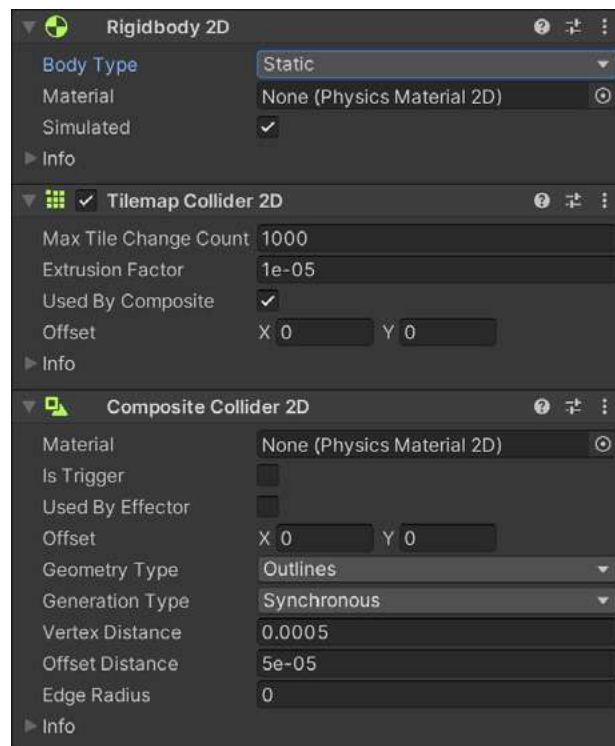 Rigidbody 2D
Body Type Static
Material None (Physics Material 2D)
Simulated
Info
Tilemap Collider 2D
Max Tile Change Count 1000
Extrusion Factor 1e-05
Used By Composite
Offset X 0 Y 0
Info
Composite Collider 2D
Material None (Physics Material 2D)
Is Trigger
Used By Effector
Offset X 0 Y 0
Geometry Type Outlines
Generation Type Synchronous
Vertex Distance 0.0005
Offset Distance 5e-05
Edge Radius 0
Info